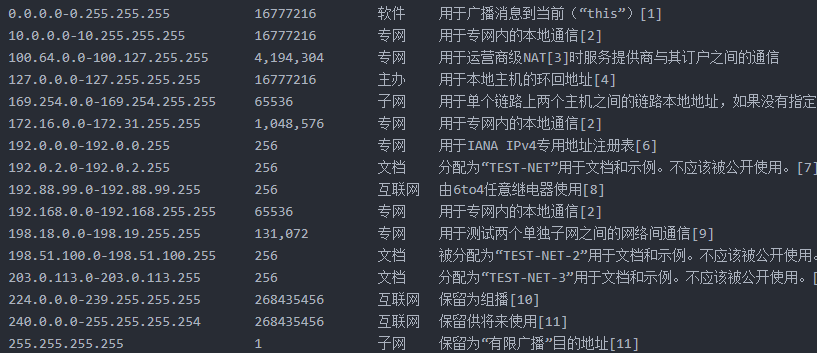 0.0.0.0-0.255.255.255 16777216 软件 用于广播消息到当前（“this”）[1]
10.0.0.0-10.255.255.255 16777216 专网 用于专网内的本地通信[2]
100.64.0.0-100.127.255.255 4,194,304 专网 用于运营商级NAT[3]时服务提供商与其订户之间的通信
127.0.0.0-127.255.255.255 16777216 主办 用于本地主机的环回地址[4]
169.254.0.0-169.254.255.255 65536 子网 用于单个链路上两个主机之间的链路本地地址，如果没有指定
172.16.0.0-172.31.255.255 1,048,576 专网 用于专网内的本地通信[2]
192.0.0.0-192.0.0.255 256 专网 用于IANA IPv4专用地址注册表[6]
192.0.2.0-192.0.2.255 256 文档 分配为“TEST-NET”用于文档和示例。不应该被公开使用。[7]
192.88.99.0-192.88.99.255 256 互联网 由6to4任意继电器使用[8]
192.168.0.0-192.168.255.255 65536 专网 用于专网内的本地通信[2]
198.18.0.0-198.19.255.255 131,072 专网 用于测试两个单独子网之间的网络间通信[9]
198.51.100.0-198.51.100.255 256 文档 被分配为“TEST-NET-2”用于文档和示例。不应该被公开使用。
203.0.113.0-203.0.113.255 256 文档 分配为“TEST-NET-3”用于文档和示例。不应该被公开使用。[
224.0.0.0-239.255.255.255 268435456 互联网 保留为组播[10]
240.0.0.0-255.255.255.254 268435456 互联网 保留供将来使用[11]
255.255.255.255 1 子网 保留为“有限广播”目的地址[11]